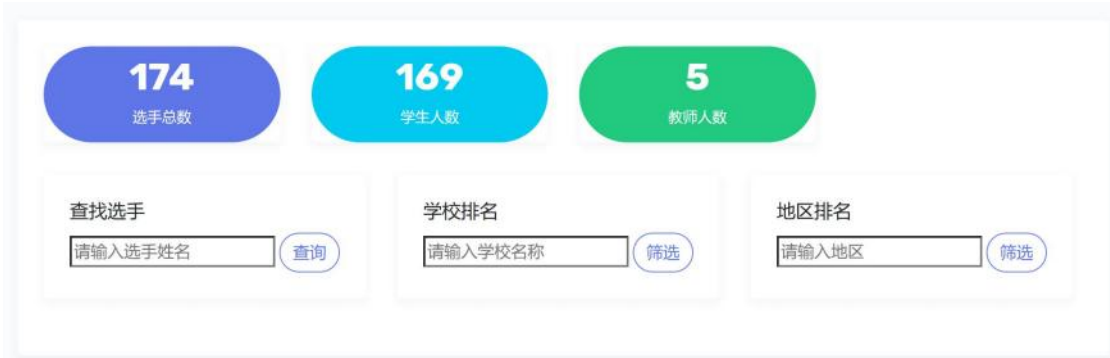 174
选手总数
169
学生人数
5
教师人数
查找选手
请输入选手姓名 查询
学校排名
请输入学校名称 筛选
地区排名
请输入地区 筛选